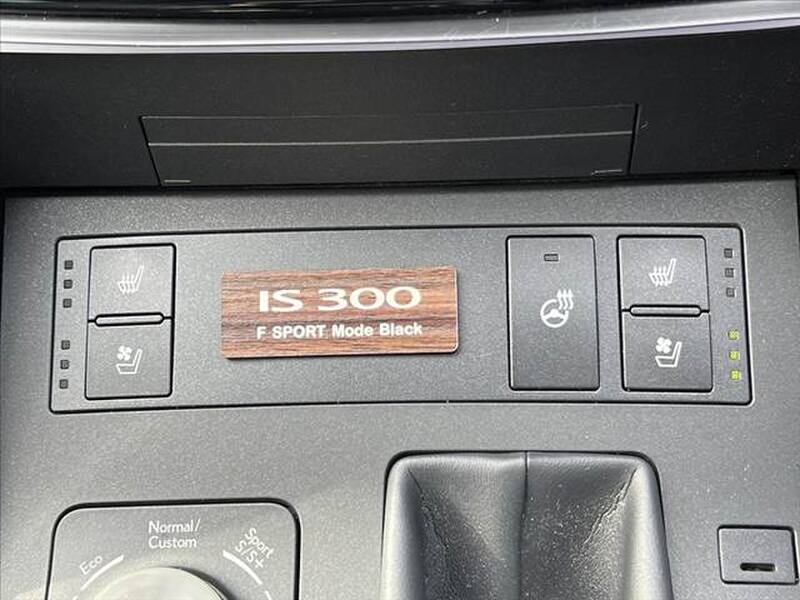 IS 300
F SPORT Mode Black
Normal/
Custom
Eco
Sport
S/S+